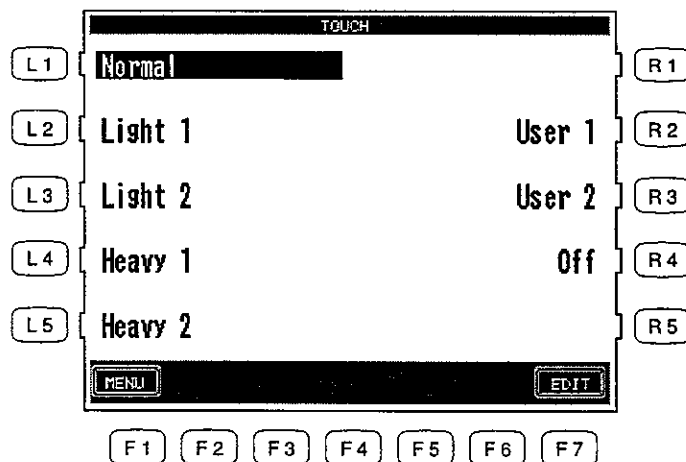 TOUCH
L1 Normal R1
L2 Light 1 User 1 R2
L3 Light 2 User 2 R3
L4 Heavy 1 Off R4
L5 Heavy 2 R5
MENU EDIT
F1 F2 F3 F4 F5 F6 F7